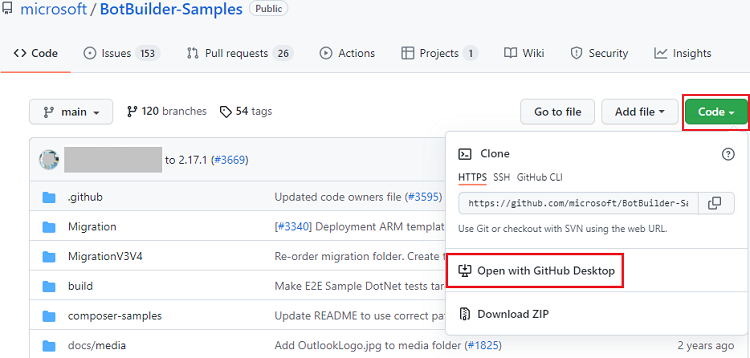 microsoft / BotBuilder-Samples Public
Code Issues 153 Pull requests 26 Actions Projects 1 Wiki Security Insights
main 120 branches 54 tags Go to file Add file Code
to 2.17.1 (#3669)
.github Updated code owners file (#3595)
Migration [#3340] Deployment ARM templat
MigrationV3V4 Re-order migration folder. Create t
build Make E2E Sample DotNet tests tar
composer-samples Update README to use correct pa
docs/media Add OutlookLogo.jpg to media folder (#1825) 2 years ago
Clone
HTTPS SSH GitHub CLI
https://github.com/microsoft/BotBuilder-Sa
Use Git or checkout with SVN using the web URL.
Open with GitHub Desktop
Download ZIP